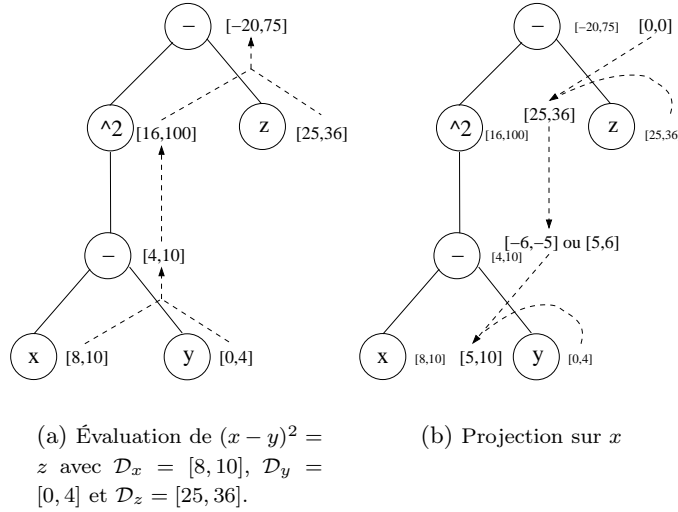 − [−20,75] − [−20,75] [0,0]
^2 [16,100] z [25,36] ^2 [16,100] [25,36] z [25,36
− [4,10] − [4,10] [−6,−5] ou [5,6]
x [8,10] y [0,4] x [8,10] [5,10] y [0,4]
(a) Évaluation de (x − y)² =
z avec 𝒟x = [8, 10], 𝒟y =
[0, 4] et 𝒟z = [25, 36].
(b) Projection sur x